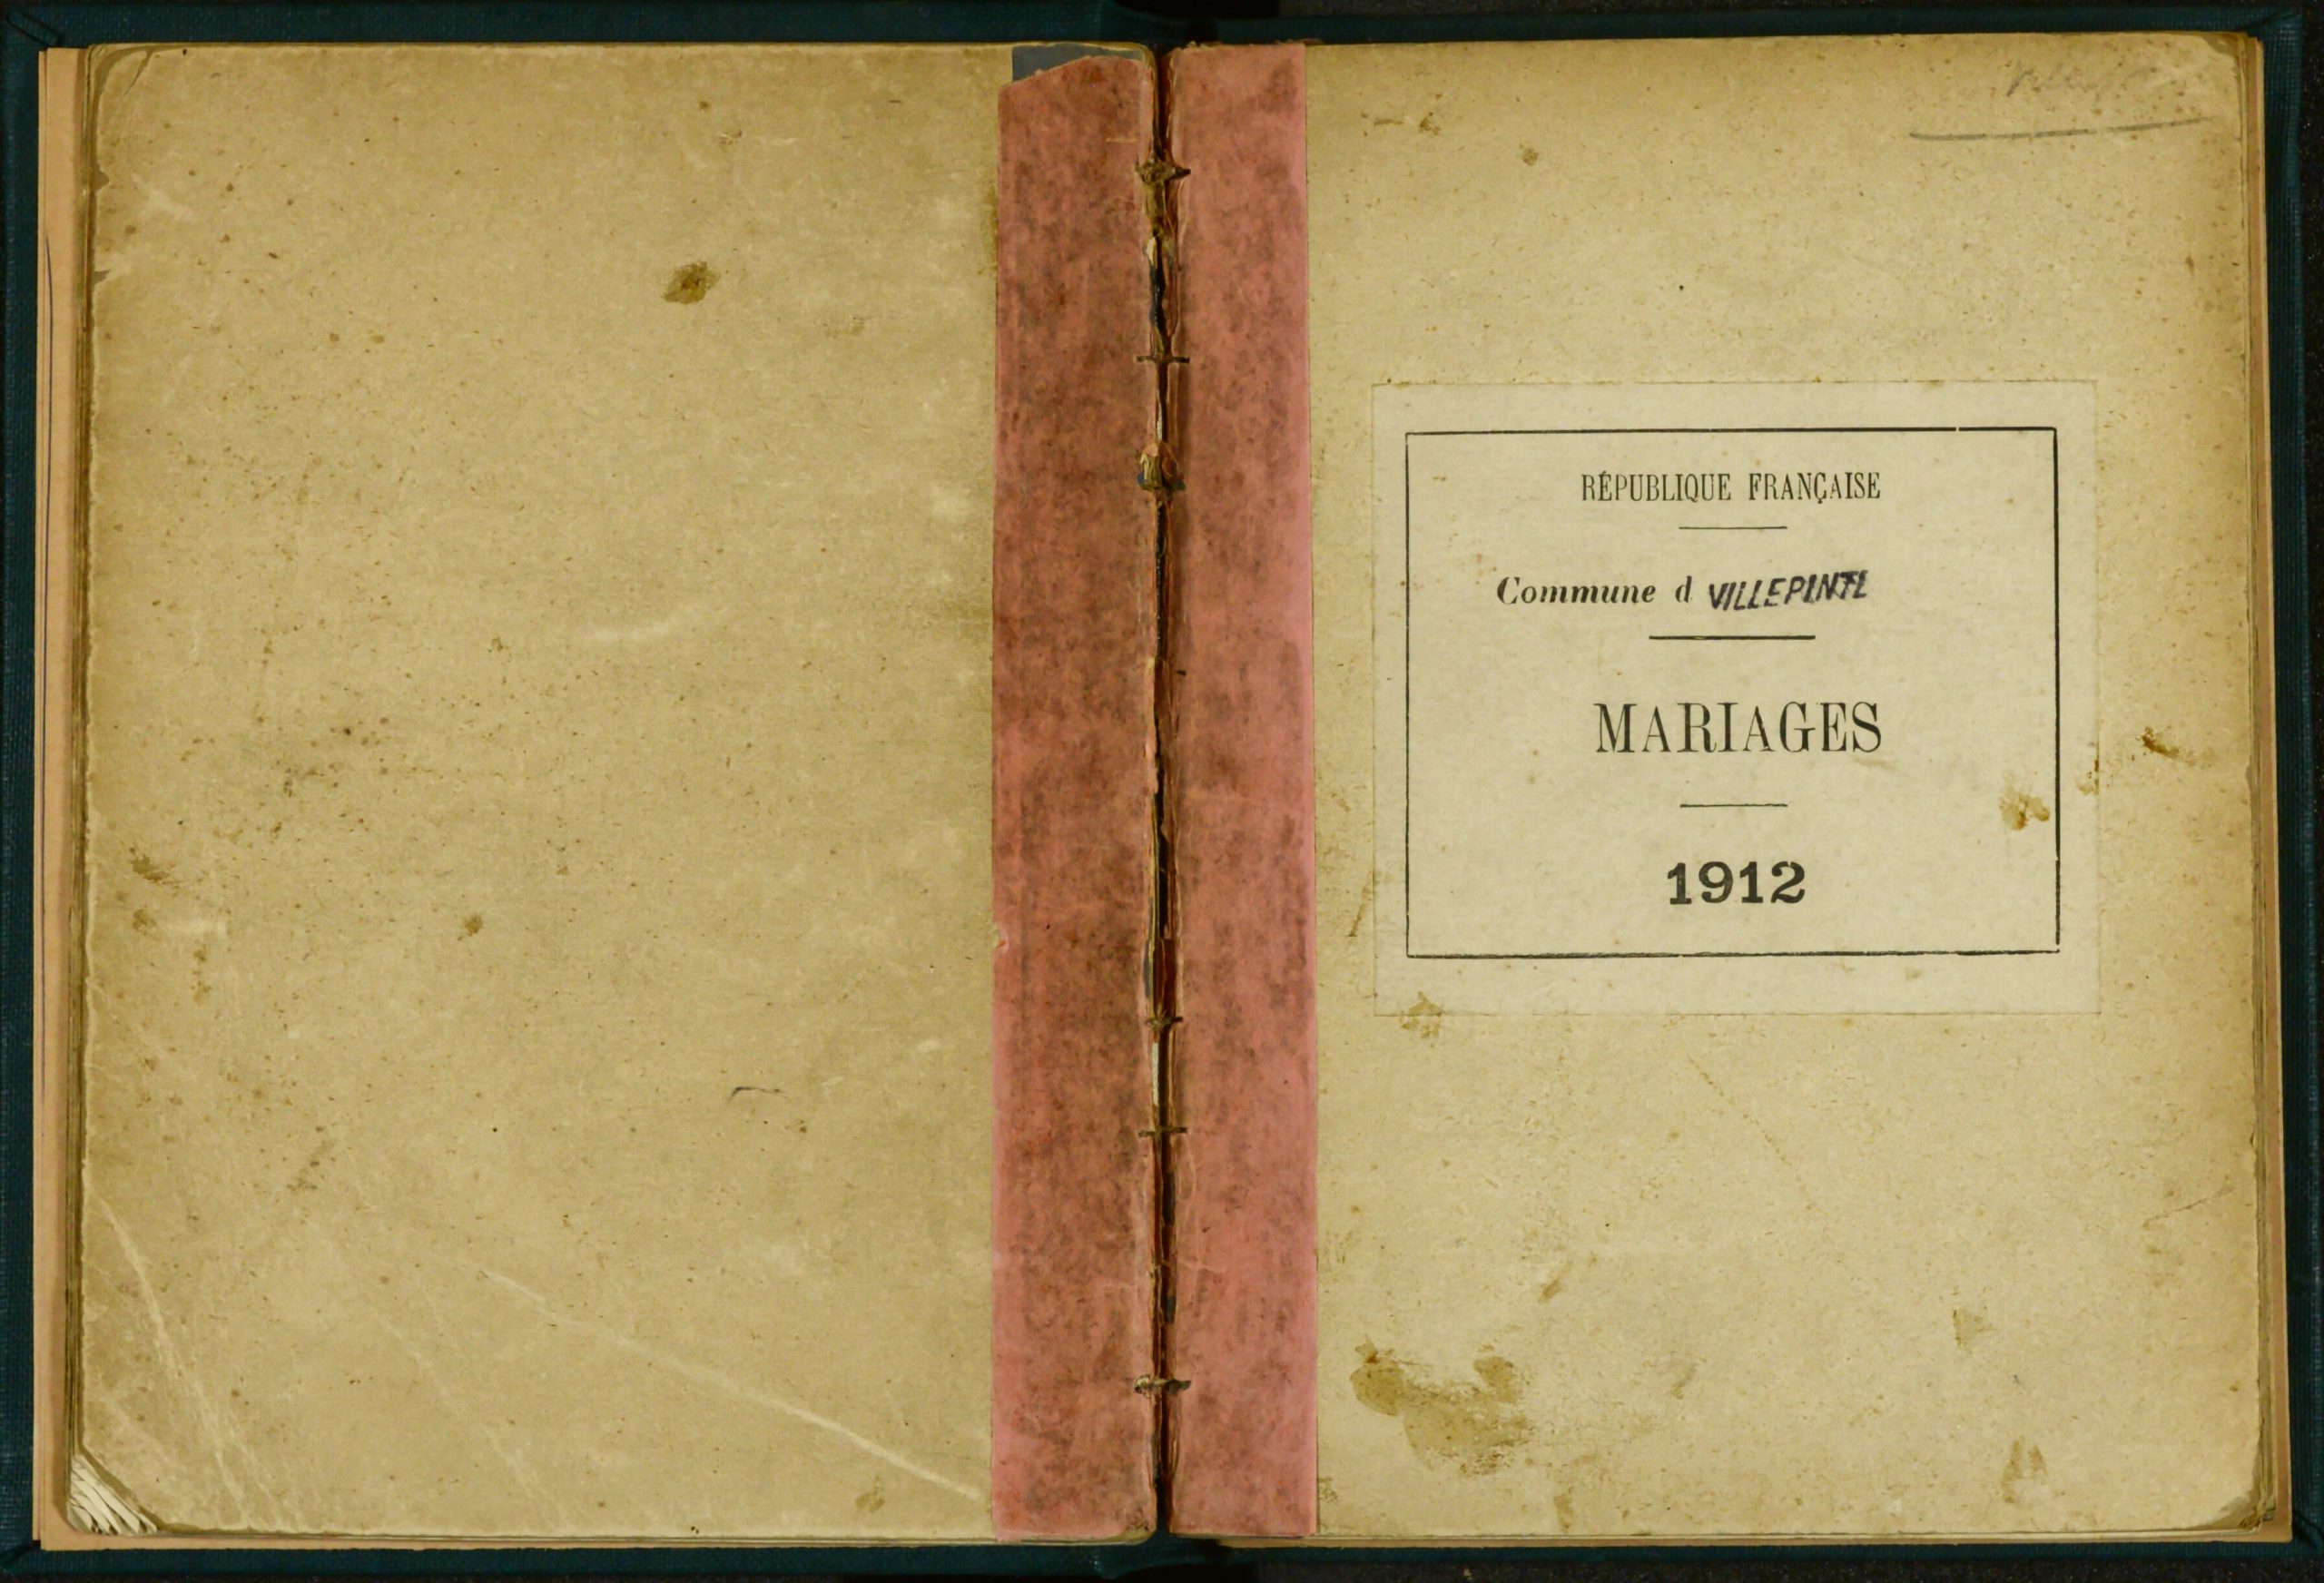 RÉPUBLIQUE FRANÇAISE
Commune d VILLEPINTE
MARIAGES
1912